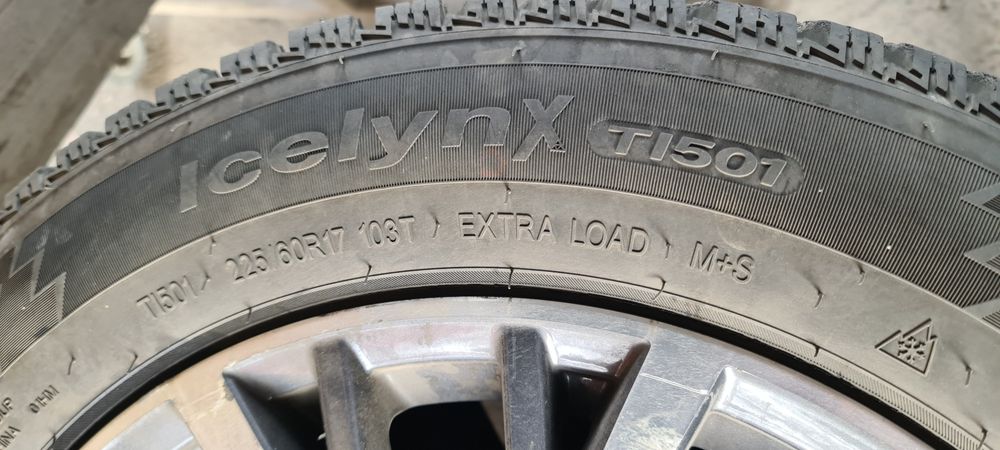 Icelynx TI501
TI501 225/60R17 103T EXTRA LOAD M+S